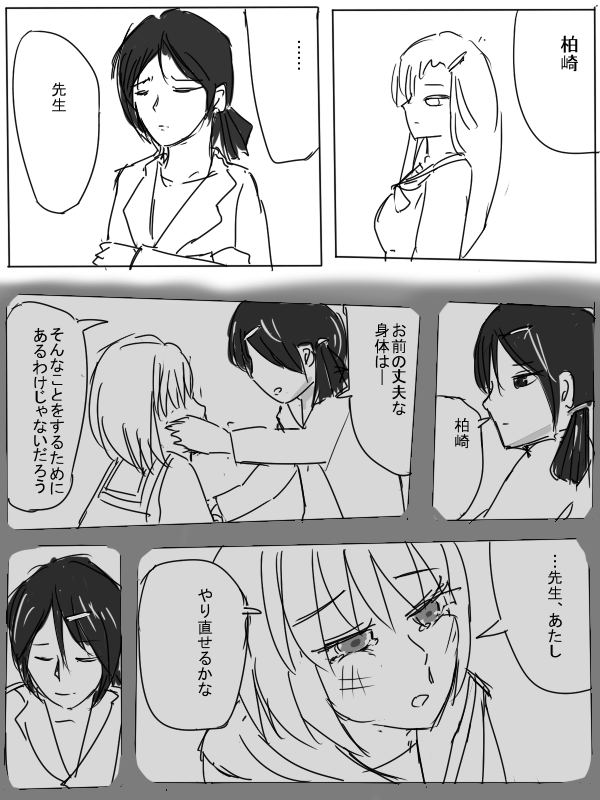 柏崎
……
先生
柏崎
お前の丈夫な
身体は―
そんなことをするために
あるわけじゃないだろう
…先生、あたし
やり直せるかな